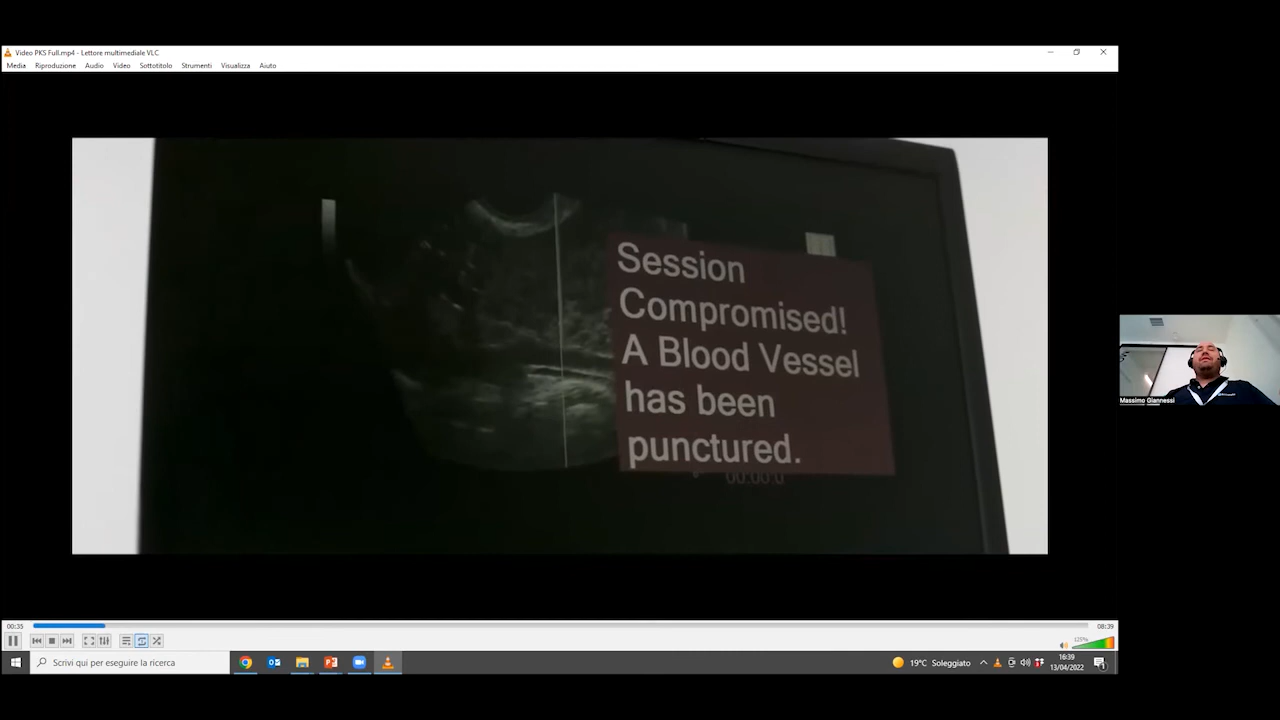 Video PKS Full.mp4 - Lettore multimediale VLC
Media Riproduzione Audio Video Sottotitolo Strumenti Visualizza Aiuto
Session
Compromised!
A Blood Vessel
has been
punctured.
00:00:0
Massimo Giannessi
00:35
08:39
125%
Scrivi qui per eseguire la ricerca
19°C Soleggiato
16:39
13/04/2022